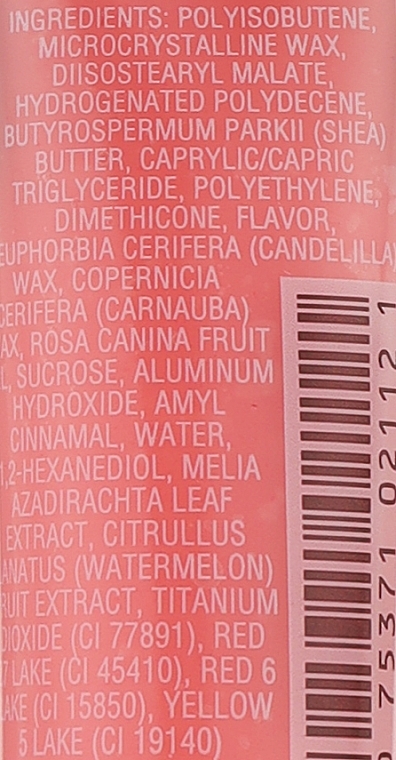 INGREDIENTS: POLYISOBUTENE,
MICROCRYSTALLINE WAX,
DIISOSTEARYL MALATE,
HYDROGENATED POLYDECENE,
BUTYROSPERMUM PARKII (SHEA)
BUTTER, CAPRYLIC/CAPRIC
TRIGLYCERIDE, POLYETHYLENE,
DIMETHICONE, FLAVOR,
EUPHORBIA CERIFERA (CANDELILLA)
WAX, COPERNICIA
CERIFERA (CARNAUBA)
AX, ROSA CANINA FRUIT
L, SUCROSE, ALUMINUM
HYDROXIDE, AMYL
CINNAMAL, WATER,
1,2-HEXANEDIOL, MELIA
AZADIRACHTA LEAF
EXTRACT, CITRULLUS
ANATUS (WATERMELON)
RUIT EXTRACT, TITANIUM
DIOXIDE (CI 77891), RED
7 LAKE (CI 45410), RED 6
AKE (CI 15850), YELLOW
5 LAKE (CI 19140)
75371 02112 1